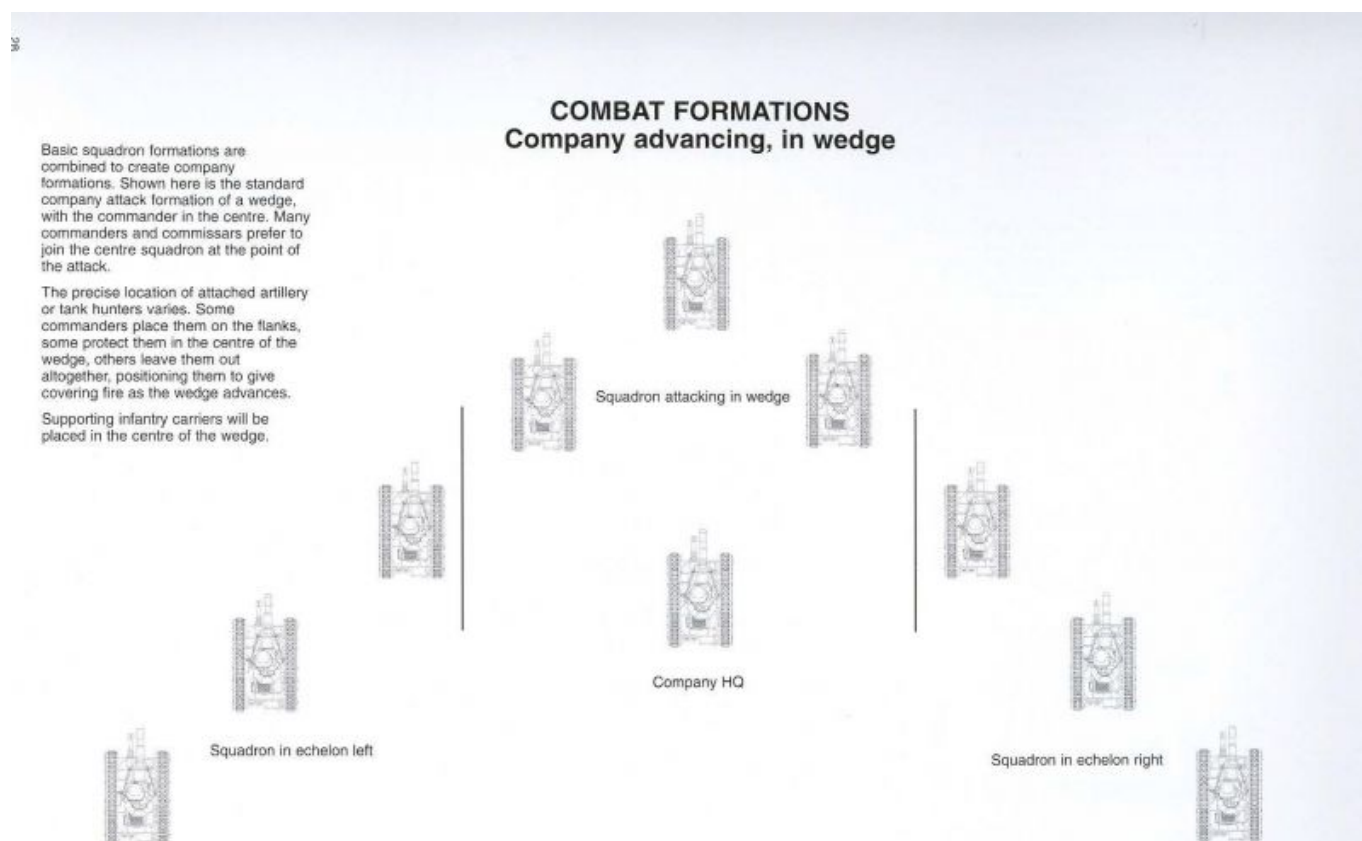 98
COMBAT FORMATIONS
Company advancing, in wedge
Basic squadron formations are
combined to create company
formations. Shown here is the standard
company attack formation of a wedge,
with the commander in the centre. Many
commanders and commissars prefer to
join the centre squadron at the point of
the attack.
The precise location of attached artillery
or tank hunters varies. Some
commanders place them on the flanks,
some protect them in the centre of the
wedge, others leave them out
altogether, positioning them to give
covering fire as the wedge advances.
Supporting infantry carriers will be
placed in the centre of the wedge.
Squadron attacking in wedge
Company HQ
Squadron in echelon left
Squadron in echelon right